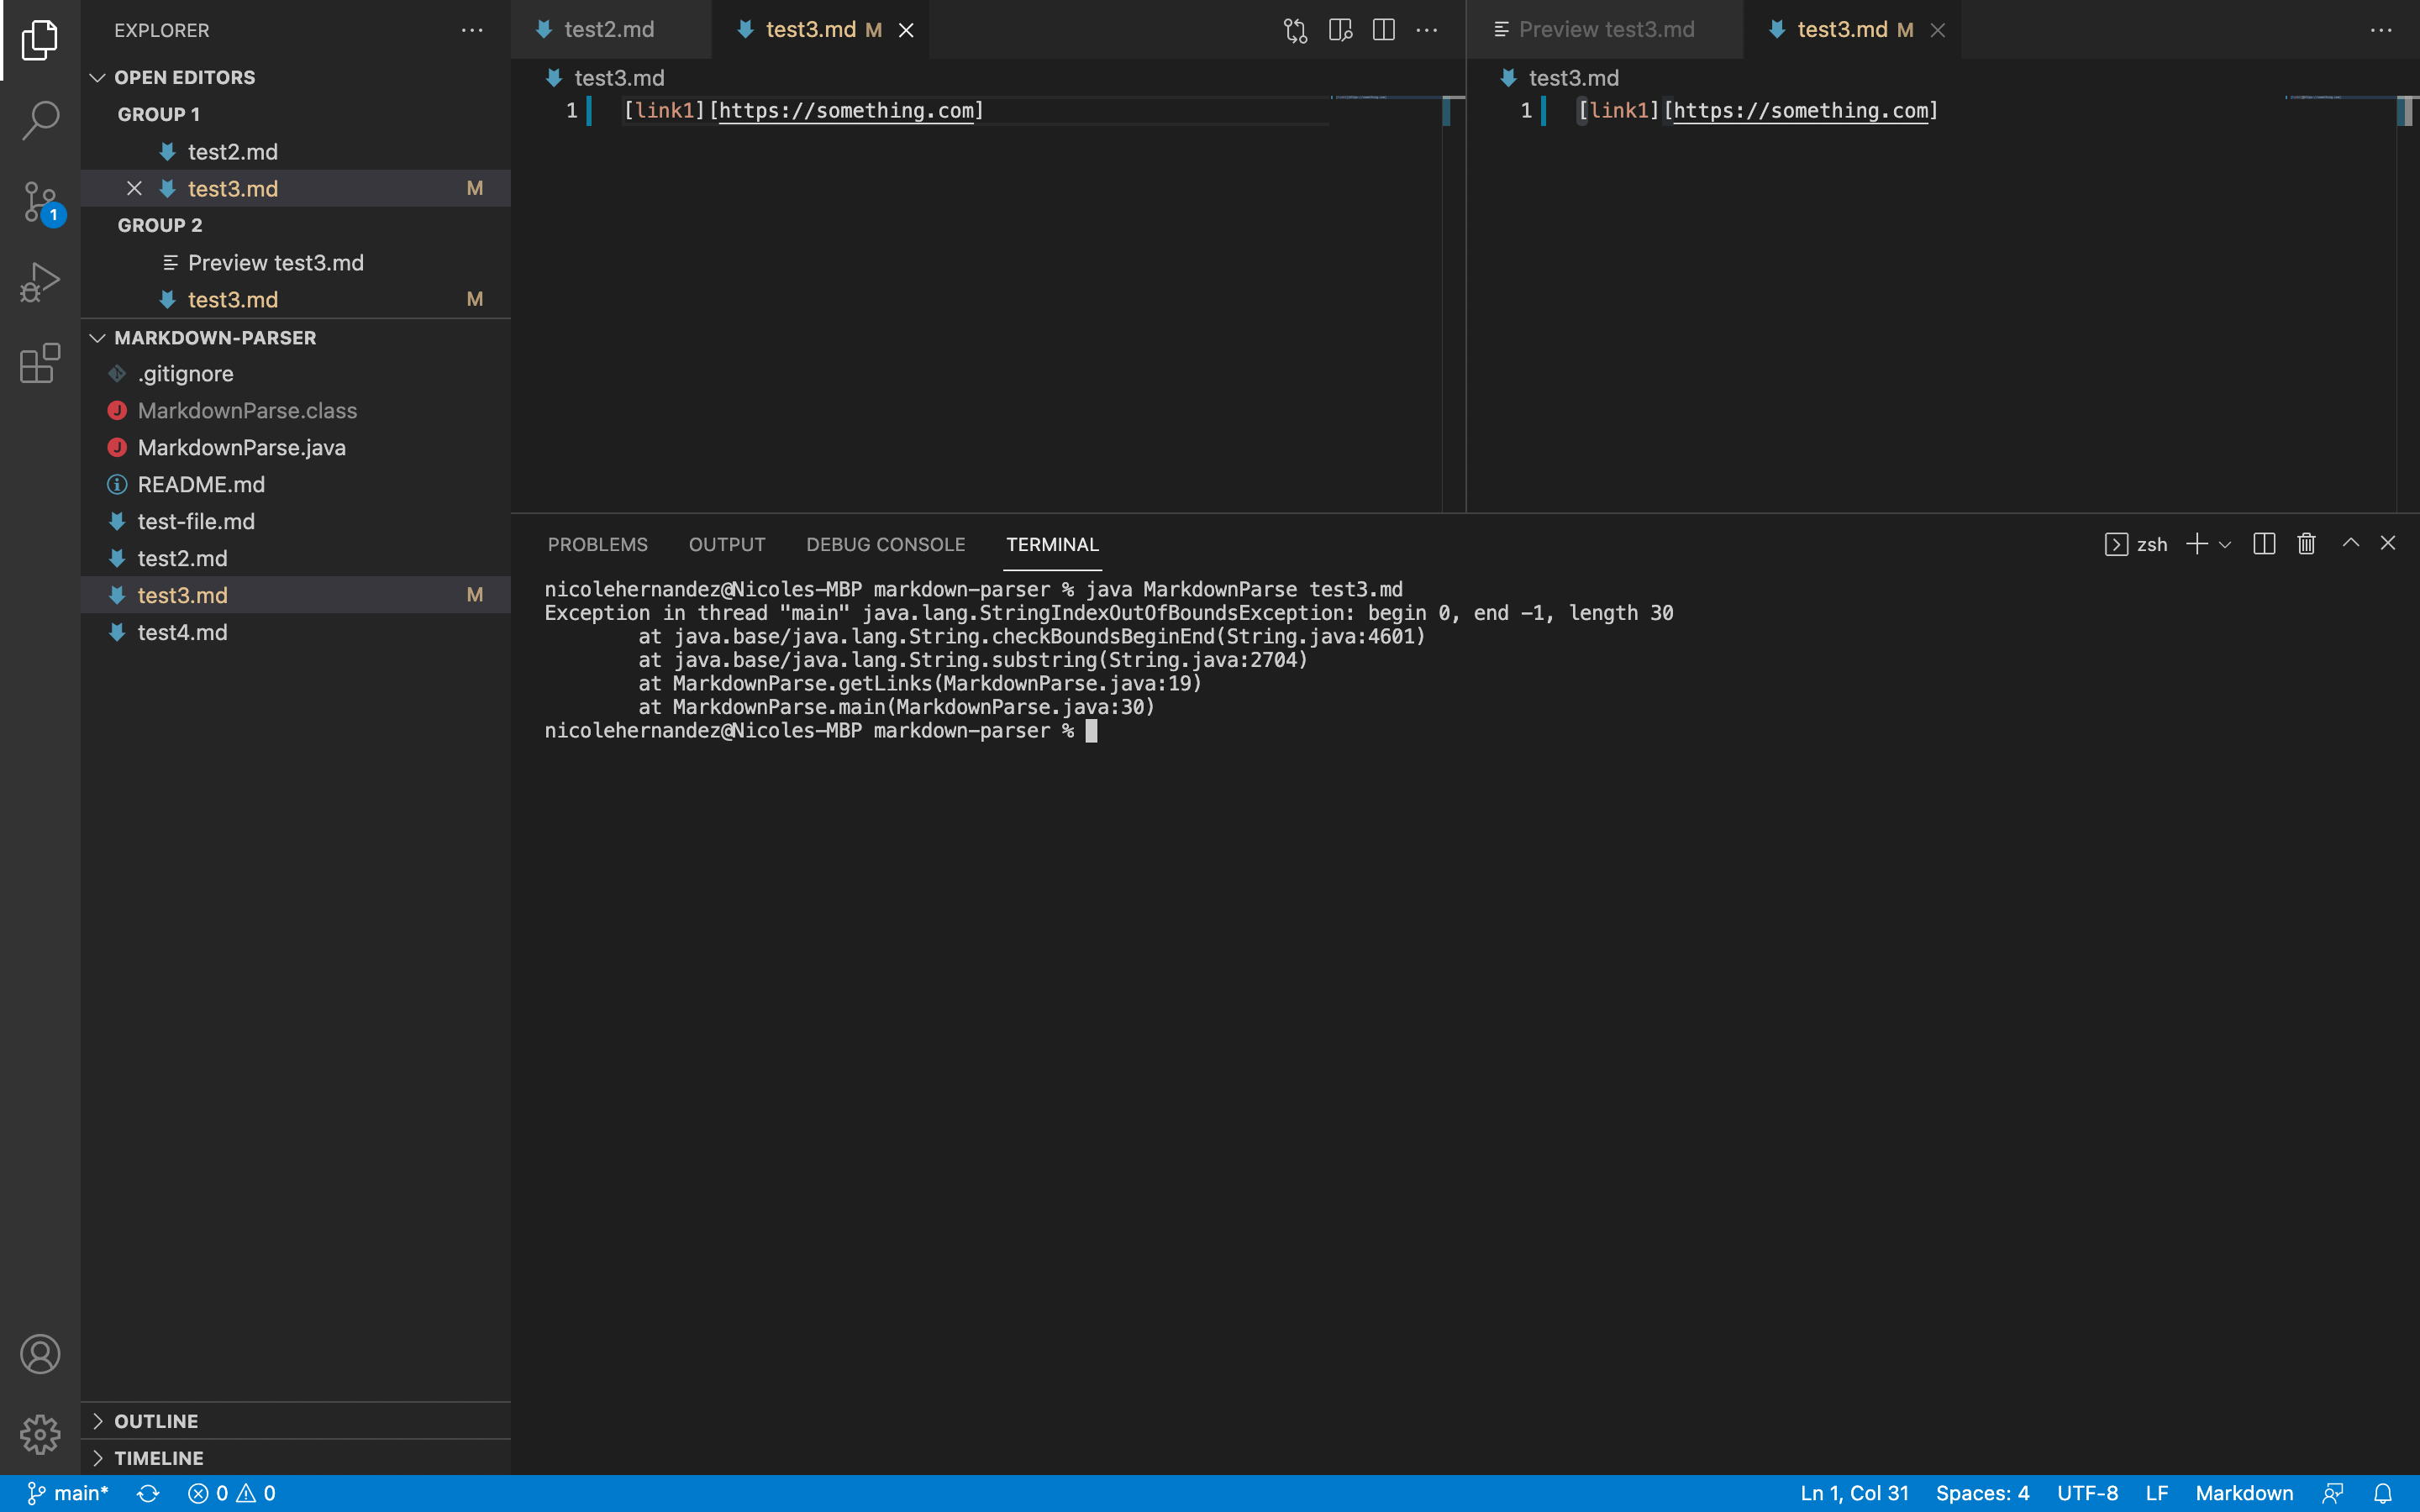 EXPLORER
OPEN EDITORS
GROUP 1
test2.md
test3.md M
GROUP 2
Preview test3.md
test3.md M
MARKDOWN-PARSER
.gitignore
MarkdownParse.class
MarkdownParse.java
README.md
test-file.md
test2.md
test3.md M
test4.md
OUTLINE
TIMELINE
1
test2.md test3.md M
test3.md
1 [link1][https://something.com]
Preview test3.md test3.md M
test3.md
1 [link1][https://something.com]
PROBLEMS OUTPUT DEBUG CONSOLE TERMINAL zsh
nicolehernandez@Nicoles-MBP markdown-parser % java MarkdownParse test3.md
Exception in thread "main" java.lang.StringIndexOutOfBoundsException: begin 0, end -1, length 30
at java.base/java.lang.String.checkBoundsBeginEnd(String.java:4601)
at java.base/java.lang.String.substring(String.java:2704)
at MarkdownParse.getLinks(MarkdownParse.java:19)
at MarkdownParse.main(MarkdownParse.java:30)
nicolehernandez@Nicoles-MBP markdown-parser %
main* 0 0 Ln 1, Col 31 Spaces: 4 UTF-8 LF Markdown